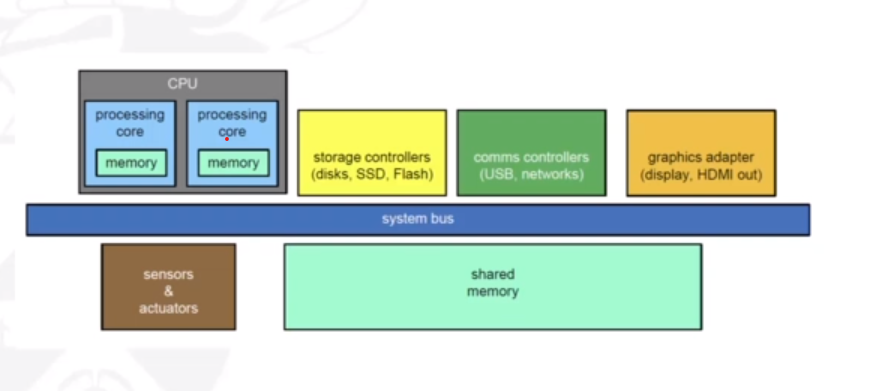 CPU
processing
core
memory
processing
core
memory
storage controllers
(disks, SSD, Flash)
comms controllers
(USB, networks)
graphics adapter
(display, HDMI out)
system bus
sensors
&
actuators
shared
memory